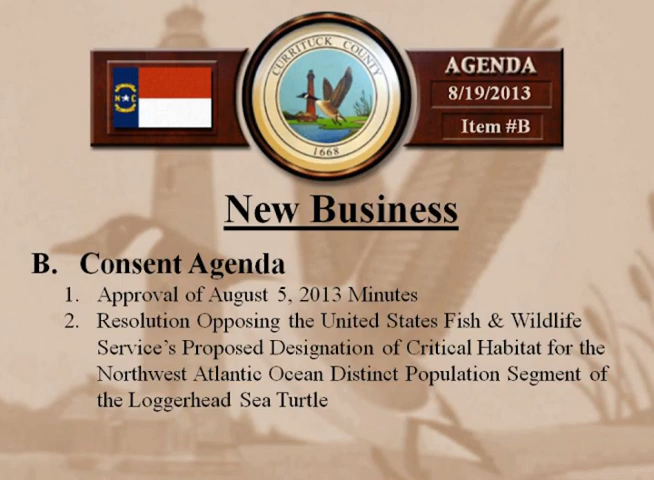 CURRITUCK COUNTY
1668
N C
AGENDA
8/19/2013
Item #B
New Business
B. Consent Agenda
1. Approval of August 5, 2013 Minutes
2. Resolution Opposing the United States Fish & Wildlife
Service's Proposed Designation of Critical Habitat for the
Northwest Atlantic Ocean Distinct Population Segment of
the Loggerhead Sea Turtle